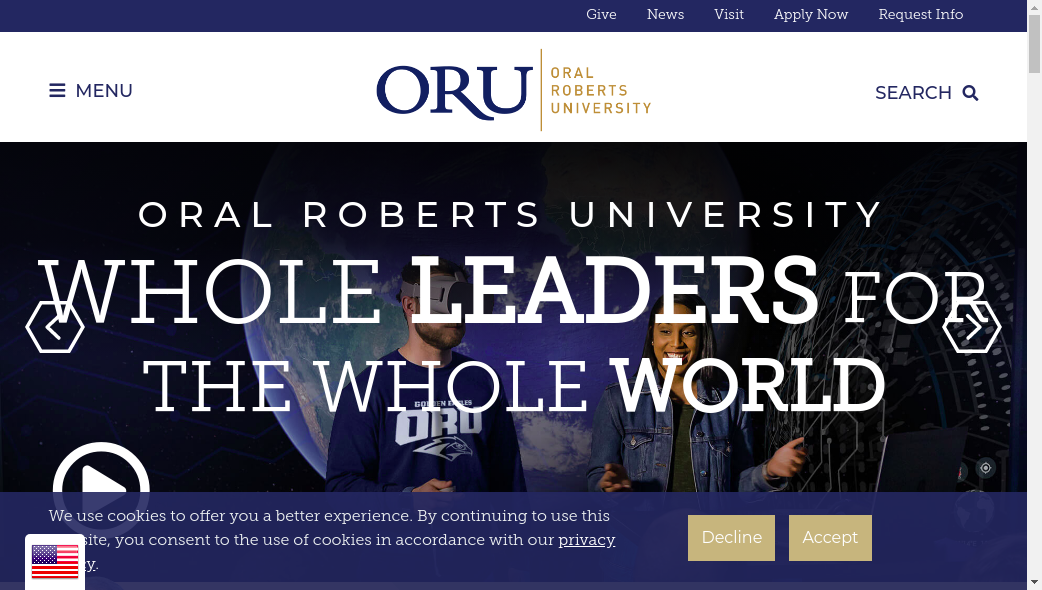 Give News Visit Apply Now Request Info
MENU
ORU
ORAL
ROBERTS
UNIVERSITY
SEARCH
ORAL ROBERTS UNIVERSITY
WHOLE LEADERS FOR
THE WHOLE WORLD
GOLDEN EAGLES
ORU
We use cookies to offer you a better experience. By continuing to use this
site, you consent to the use of cookies in accordance with our privacy
Decline
Accept